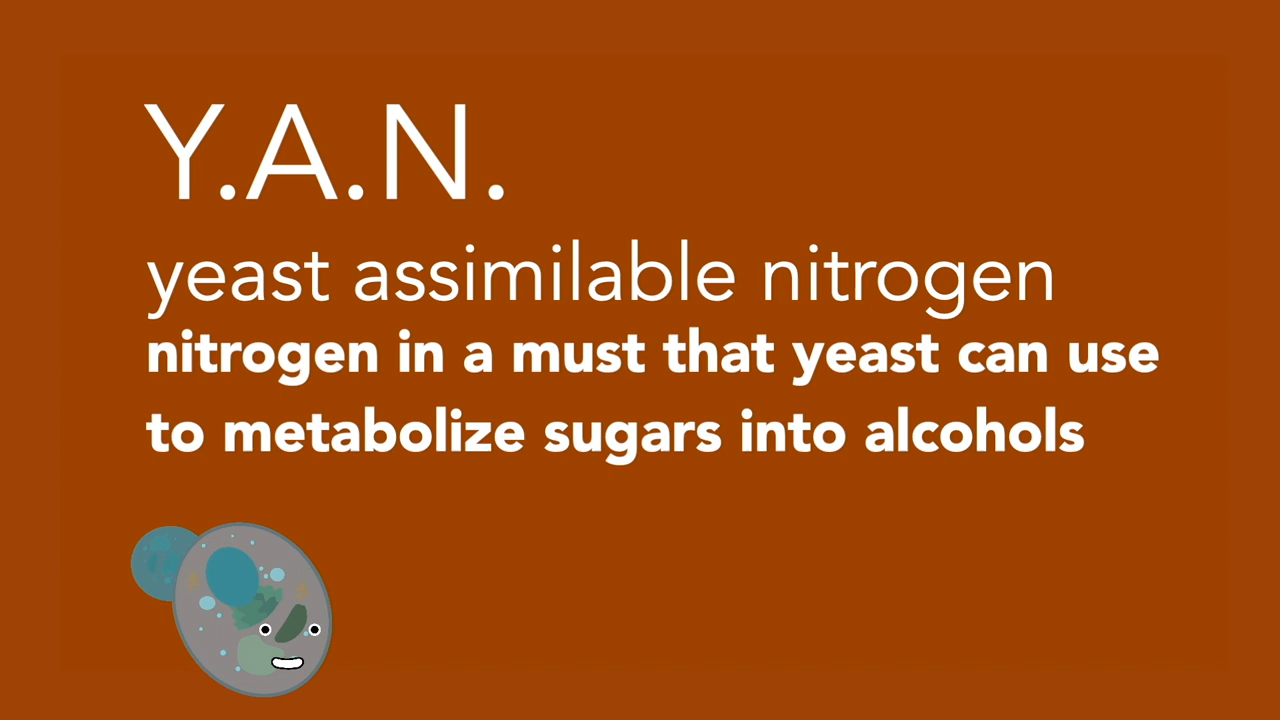 Y.A.N.
yeast assimilable nitrogen
nitrogen in a must that yeast can use
to metabolize sugars into alcohols